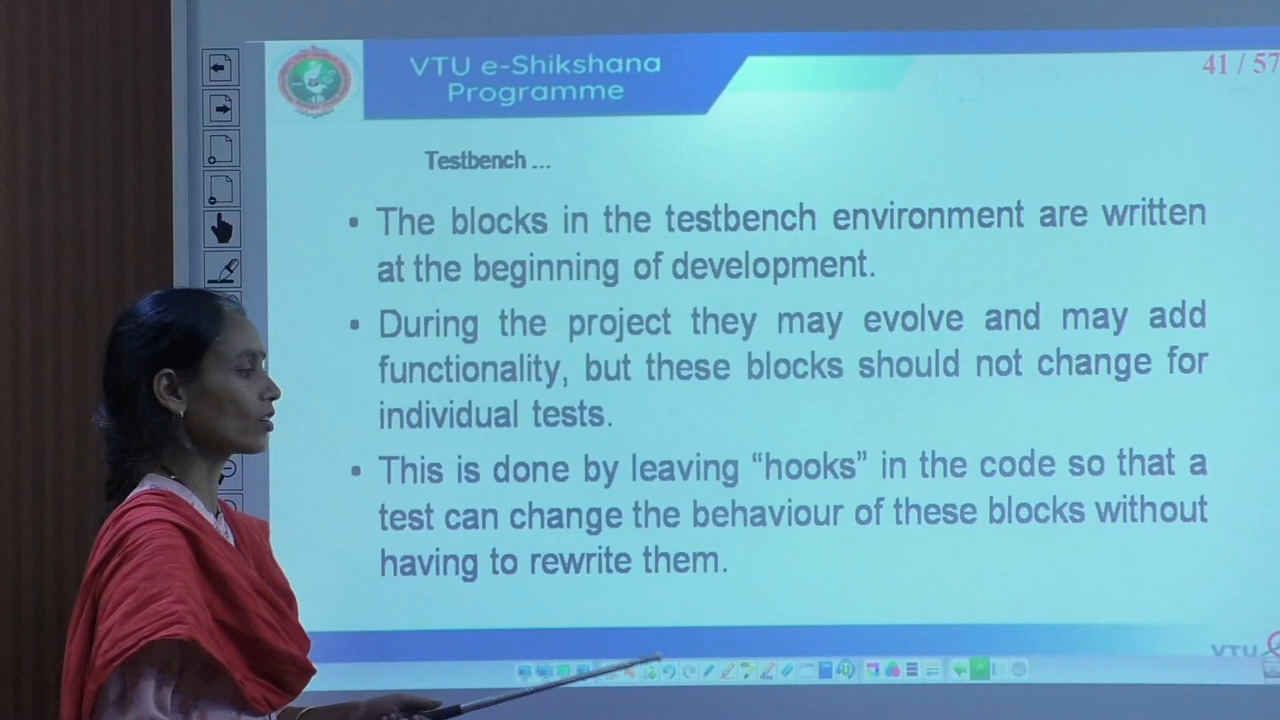 VTU e-Shikshana
Programme
41 / 57
Testbench ...
▪ The blocks in the testbench environment are written
at the beginning of development.
▪ During the project they may evolve and may add
functionality, but these blocks should not change for
individual tests.
▪ This is done by leaving “hooks” in the code so that a
test can change the behaviour of these blocks without
having to rewrite them.
VTU